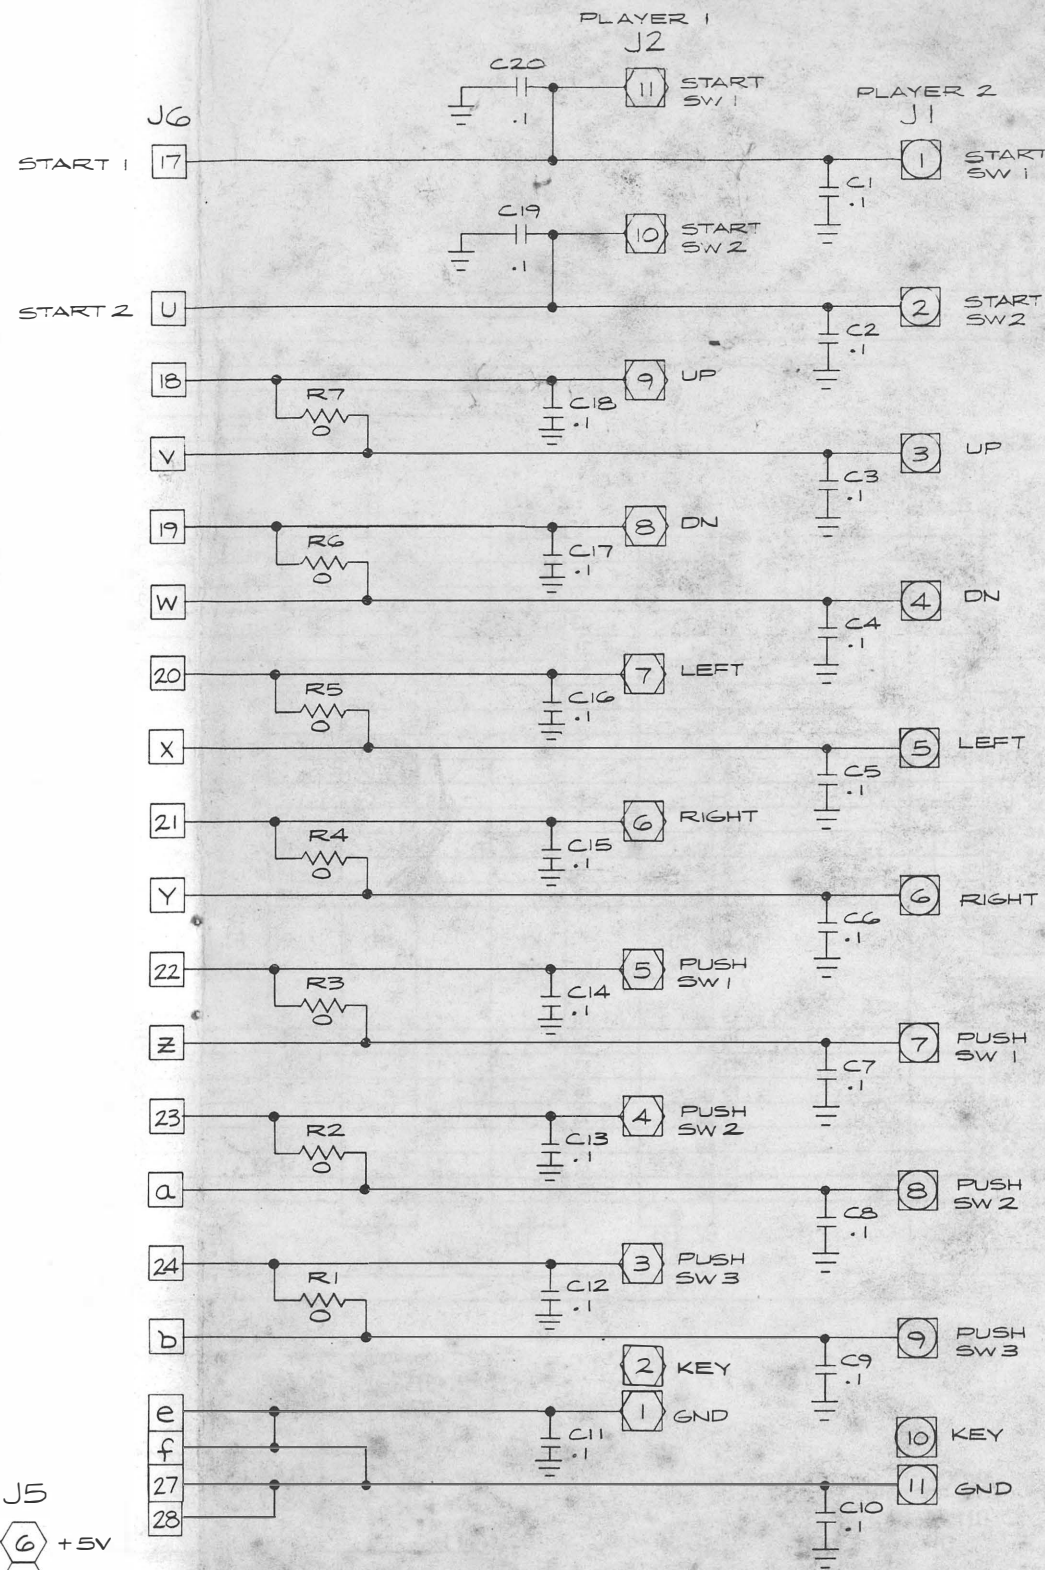 PLAYER 1
J2
C20
.1
11
START
SW 1
PLAYER 2
J1
J6
START 1
17
1
START
SW 1
C1
.1
C19
.1
10
START
SW2
START 2
U
2
START
SW2
C2
.1
18
9
UP
R7
0
C18
.1
V
3
UP
C3
.1
19
8
DN
R6
0
C17
.1
W
4
DN
C4
.1
20
7
LEFT
R5
0
C16
.1
X
5
LEFT
C5
.1
21
6
RIGHT
R4
0
C15
.1
Y
6
RIGHT
C6
.1
22
5
PUSH
SW 1
R3
0
C14
.1
Z
7
PUSH
SW 1
C7
.1
23
4
PUSH
SW 2
R2
0
C13
.1
a
8
PUSH
SW 2
C8
.1
24
3
PUSH
SW3
R1
0
C12
.1
b
9
PUSH
SW 3
C9
.1
2
KEY
e
1
GND
f
C11
.1
10
KEY
27
11
GND
28
C10
.1
J5
6
+5V